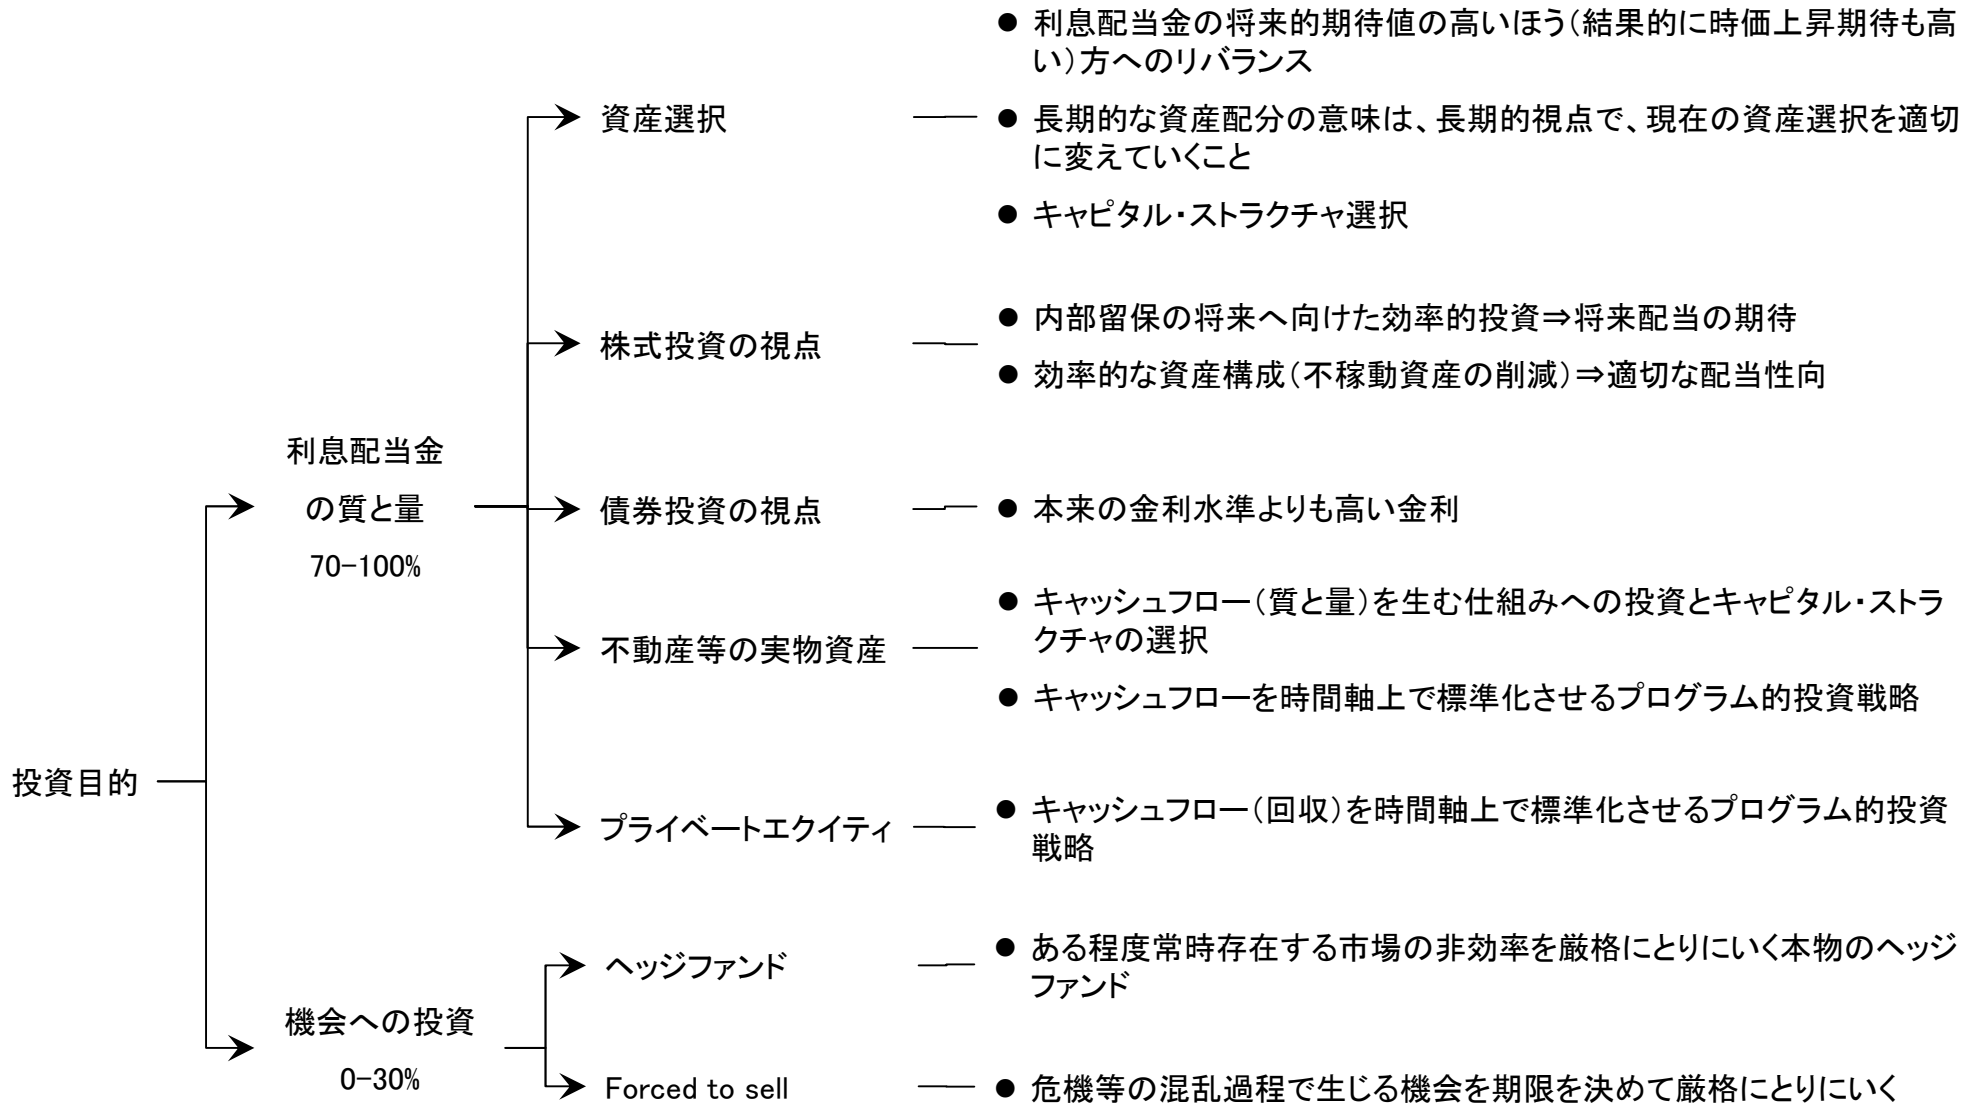 ● 利息配当金の将来的期待値の高いほう（結果的に時価上昇期待も高
い）方へのリバランス
資産選択
● 長期的な資産配分の意味は、長期的視点で、現在の資産選択を適切
に変えていくこと
● キャピタル・ストラクチャ選択
株式投資の視点
● 内部留保の将来へ向けた効率的投資⇒将来配当の期待
● 効率的な資産構成（不稼動資産の削減）⇒適切な配当性向
利息配当金
の質と量
70-100%
債券投資の視点
● 本来の金利水準よりも高い金利
不動産等の実物資産
● キャッシュフロー（質と量）を生む仕組みへの投資とキャピタル・ストラ
クチャの選択
● キャッシュフローを時間軸上で標準化させるプログラム的投資戦略
投資目的
プライベートエクイティ
● キャッシュフロー（回収）を時間軸上で標準化させるプログラム的投資
戦略
ヘッジファンド
● ある程度常時存在する市場の非効率を厳格にとりにいく本物のヘッジ
ファンド
機会への投資
0-30%
Forced to sell
● 危機等の混乱過程で生じる機会を期限を決めて厳格にとりにいく